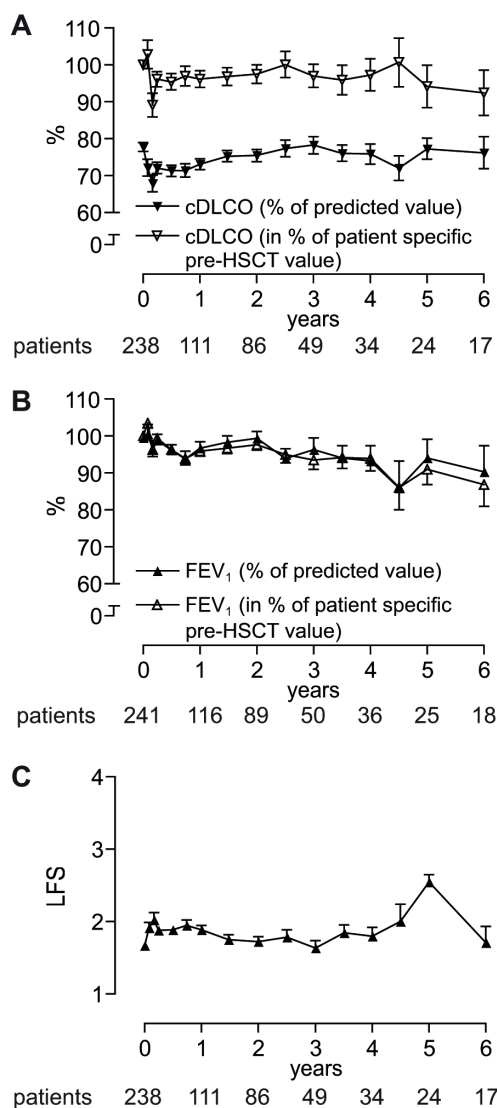 A
110
100
90
%
80
70
60
0
cDLCO (% of predicted value)
cDLCO (in % of patient specific
pre-HSCT value)
0 1 2 3 4 5 6
years
patients 238 111 86 49 34 24 17
B
110
100
90
%
80
70
60
0
FEV₁ (% of predicted value)
FEV₁ (in % of patient specific
pre-HSCT value)
0 1 2 3 4 5 6
years
patients 241 116 89 50 36 25 18
C
4
3
LFS
2
1
0 1 2 3 4 5 6
years
patients 238 111 86 49 34 24 17